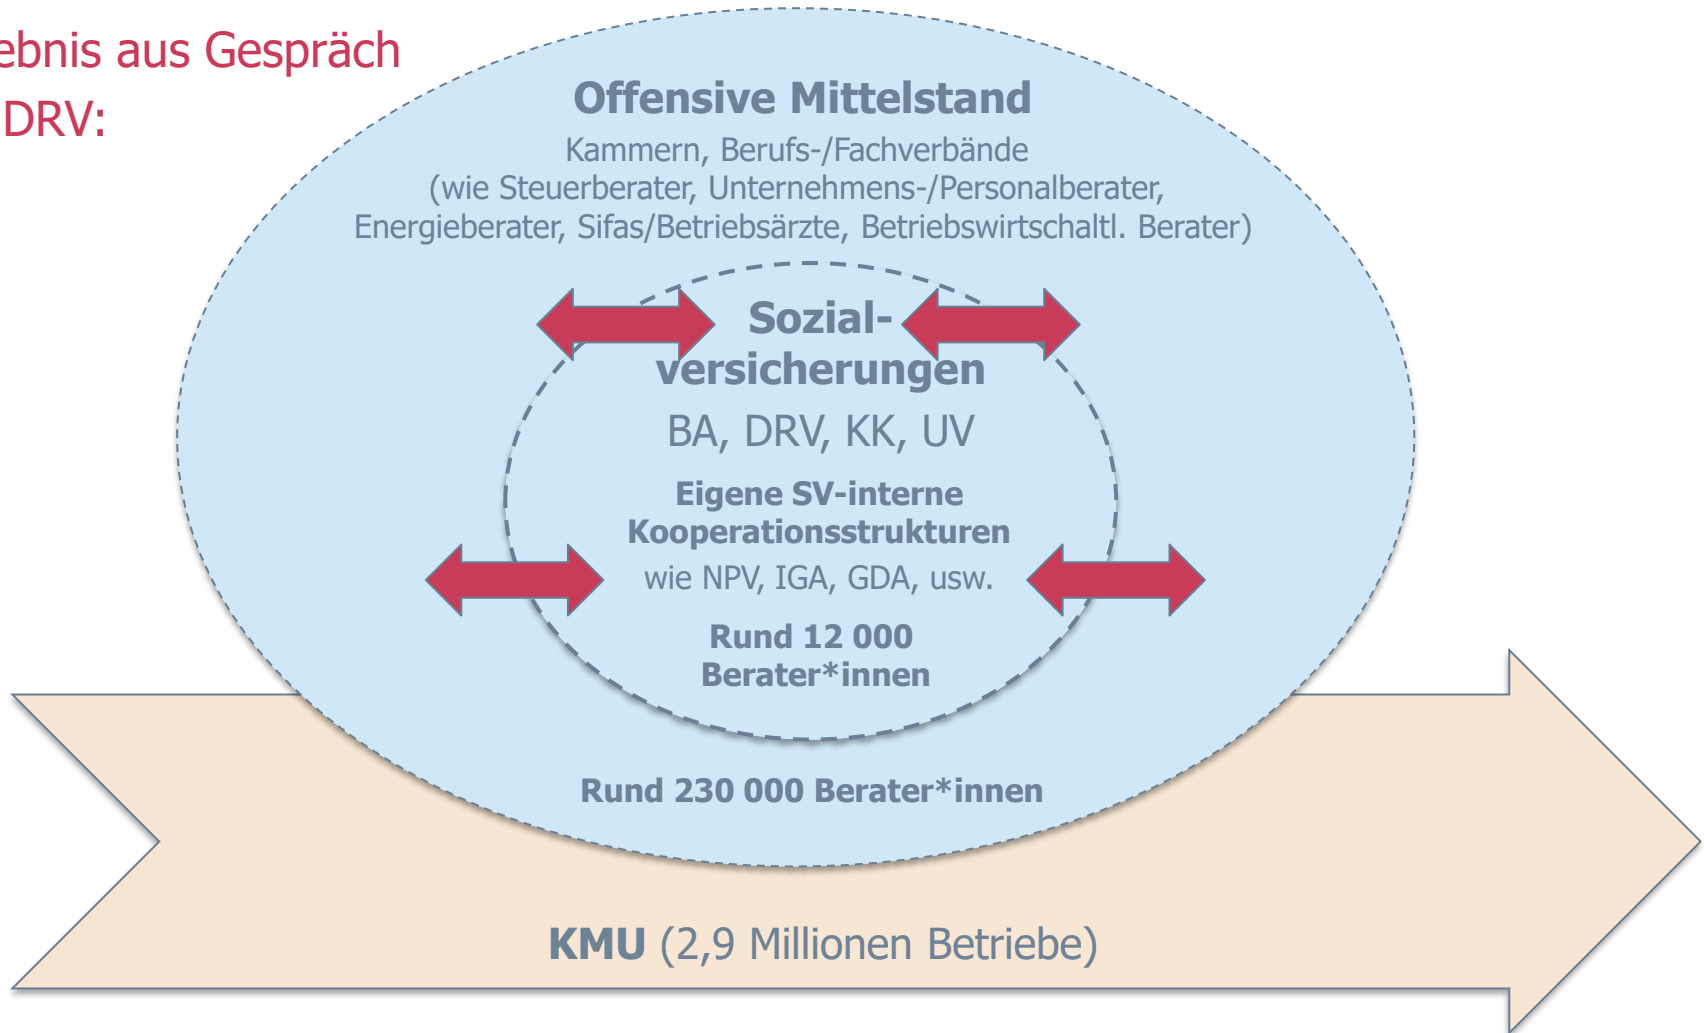 ebnis aus Gespräch
DRV:
Offensive Mittelstand
Kammern, Berufs-/Fachverbände
(wie Steuerberater, Unternehmens-/Personalberater,
Energieberater, Sifas/Betriebsärzte, Betriebswirtschaltl. Berater)
Sozial-
versicherungen
BA, DRV, KK, UV
Eigene SV-interne
Kooperationsstrukturen
wie NPV, IGA, GDA, usw.
Rund 12 000
Berater*innen
Rund 230 000 Berater*innen
KMU (2,9 Millionen Betriebe)